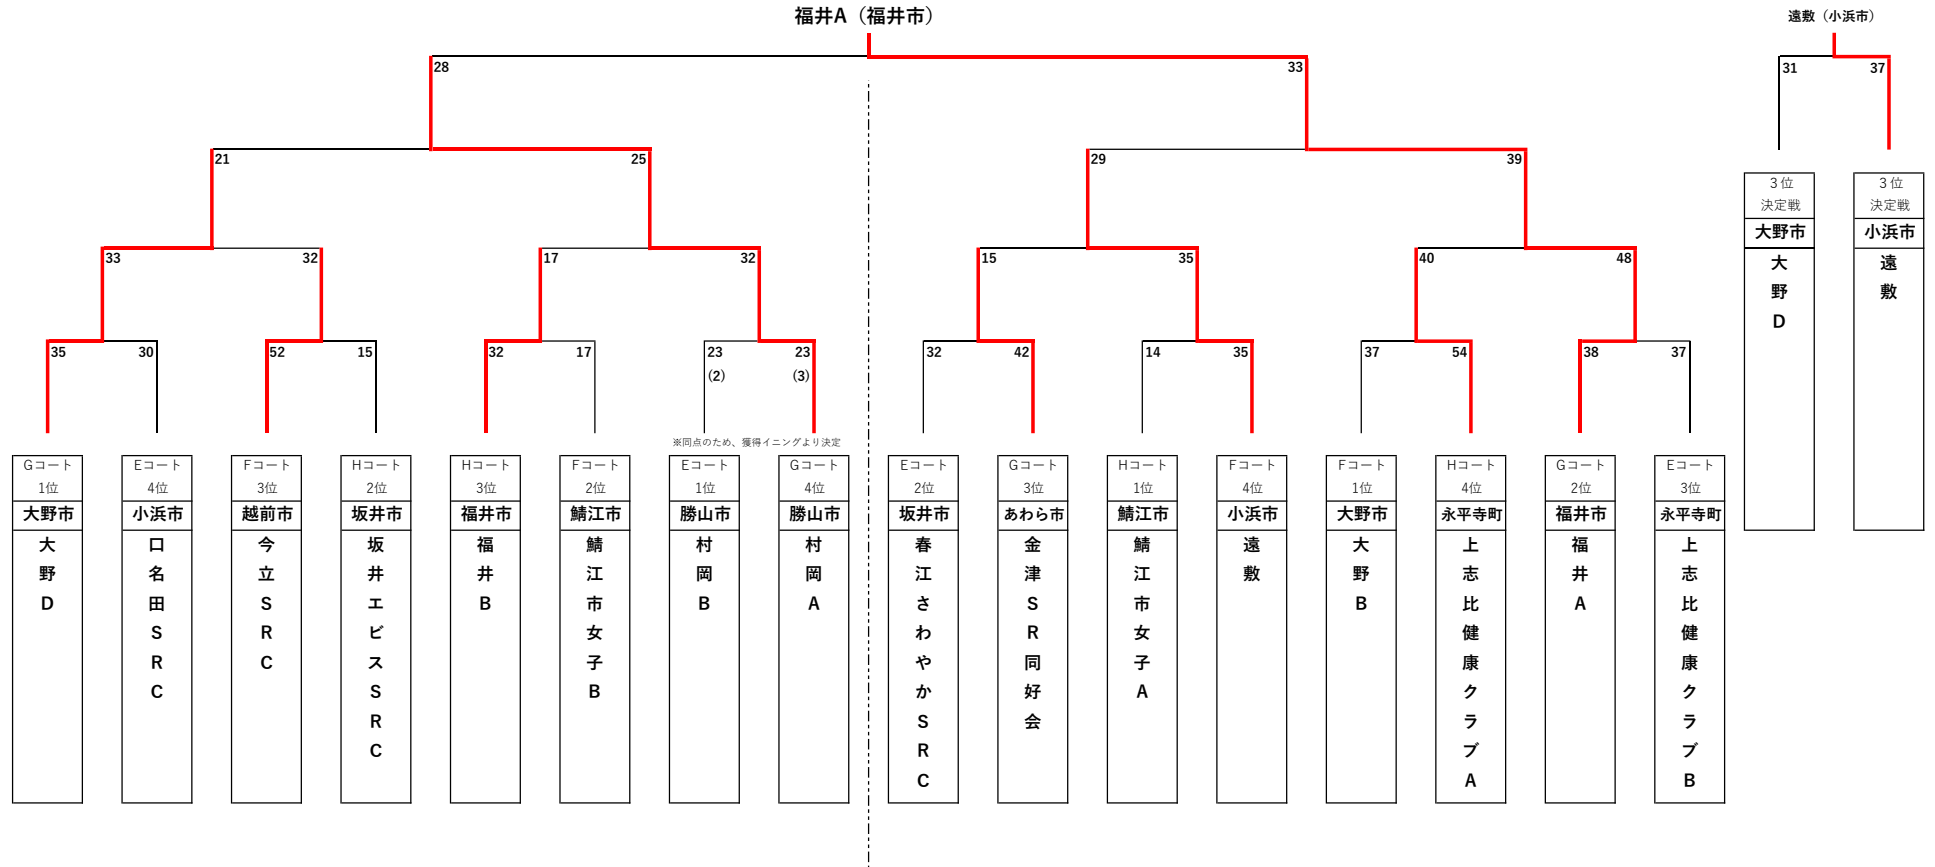 福井A（福井市）
遠敷（小浜市）
28
33
31
37
21
25
29
39
33
32
17
32
15
35
40
48
35
30
52
15
32
17
23
(2)
23
(3)
32
42
14
35
37
54
38
37
※同点のため、獲得イニングより決定
Gコート
1位
大野市
大野D
Eコート
4位
小浜市
口名田SRC
Fコート
3位
越前市
今立SRC
Hコート
2位
坂井市
坂井エビスSRC
Hコート
3位
福井市
福井B
Fコート
2位
鯖江市
鯖江市女子B
Eコート
1位
勝山市
村岡B
Gコート
4位
勝山市
村岡A
Eコート
2位
坂井市
春江さわやかSRC
Gコート
3位
あわら市
金津SR同好会
Hコート
1位
鯖江市
鯖江市女子A
Fコート
4位
小浜市
遠敷
Fコート
1位
大野市
大野B
Hコート
4位
永平寺町
上志比健康クラブA
Gコート
2位
福井市
福井A
Eコート
3位
永平寺町
上志比健康クラブB
3位
決定戦
大野市
大野D
3位
決定戦
小浜市
遠敷